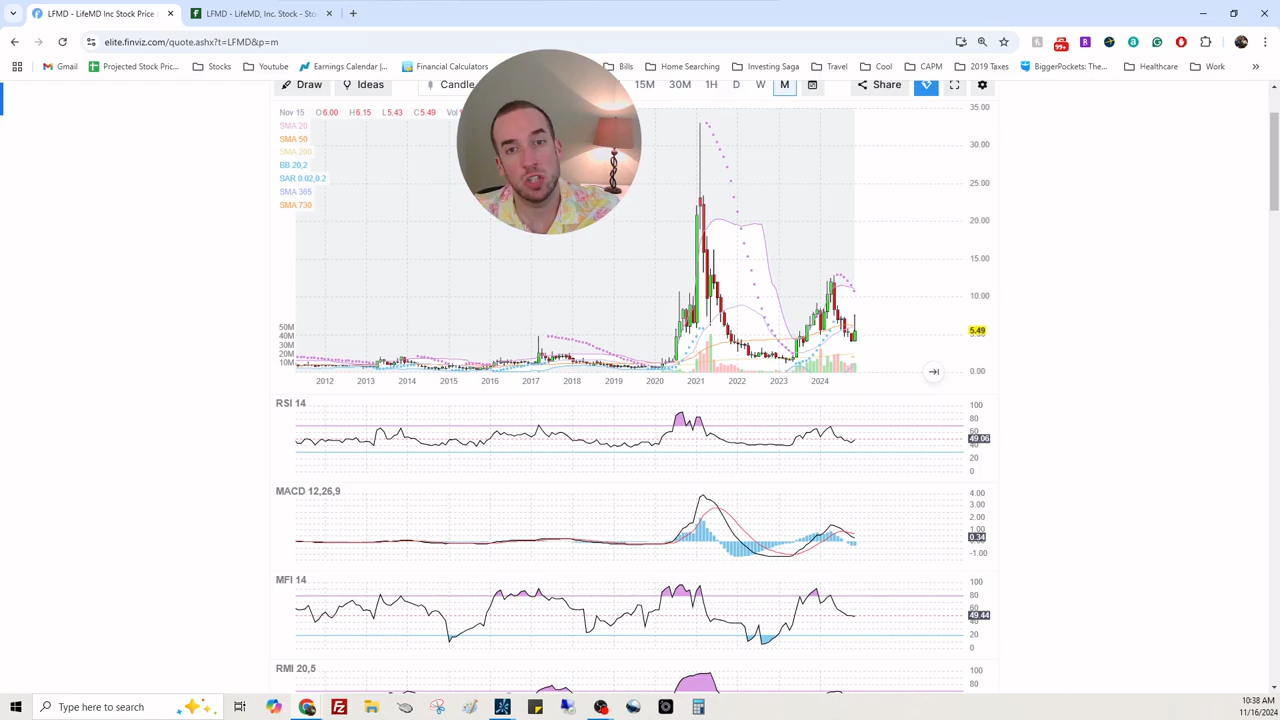 LFMD - LifeMD Inc Stock Price
LFMD - LifeMD, Inc. Stock - St
elite.finviz.com/quote.ashx?t=LFMD&p=m
99+
Gmail
Projected Stock Pric...
Stocks
Youtube
Earnings Calendar |...
Financial Calculators
Bills
Home Searching
Investing Saga
Travel
Cool
CAPM
2019 Taxes
BiggerPockets: The...
Healthcare
Work
Draw
Ideas
Candle
15M
30M
1H
D
W
M
Share
Nov 15 O6.00 H6.15 L5.43 C5.49 Vol
SMA 20
SMA 50
SMA 200
BB 20,2
SAR 0.02,0.2
SMA 365
SMA 730
35.00
30.00
25.00
20.00
15.00
10.00
5.49
0.00
50M
40M
30M
20M
10M
2012 2013 2014 2015 2016 2017 2018 2019 2020 2021 2022 2023 2024
RSI 14
100
80
60
49.06
40
20
0
MACD 12,26,9
4.00
3.00
2.00
1.00
0.34
-1.00
MFI 14
100
80
60
49.44
40
20
0
RMI 20,5
100
80
Type here to search
10:38 AM
11/16/2024